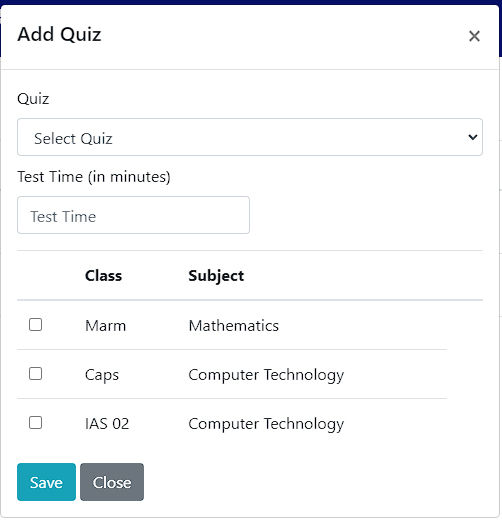 Add Quiz ×
Quiz
Select Quiz
Test Time (in minutes)
Test Time
Class Subject
Marm Mathematics
Caps Computer Technology
IAS 02 Computer Technology
Save Close